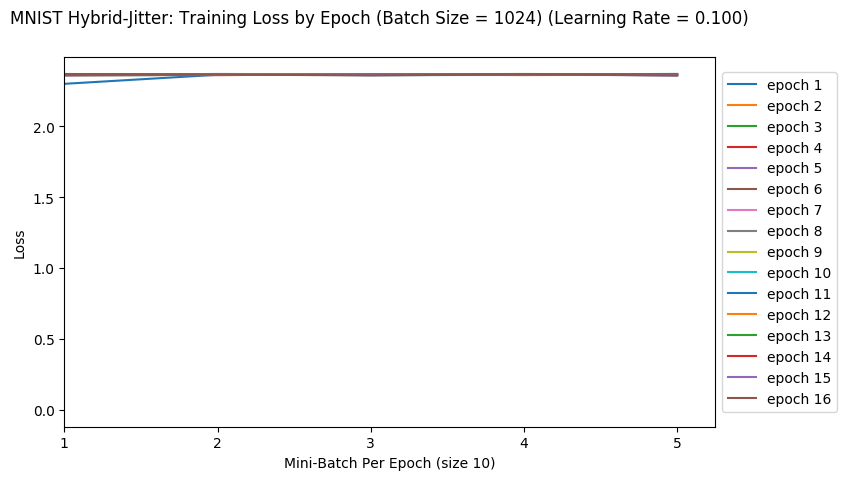 MNIST Hybrid-Jitter: Training Loss by Epoch (Batch Size = 1024) (Learning Rate = 0.100)
2.0
1.5
1.0
0.5
0.0
Loss
1 2 3 4 5
Mini-Batch Per Epoch (size 10)
epoch 1
epoch 2
epoch 3
epoch 4
epoch 5
epoch 6
epoch 7
epoch 8
epoch 9
epoch 10
epoch 11
epoch 12
epoch 13
epoch 14
epoch 15
epoch 16